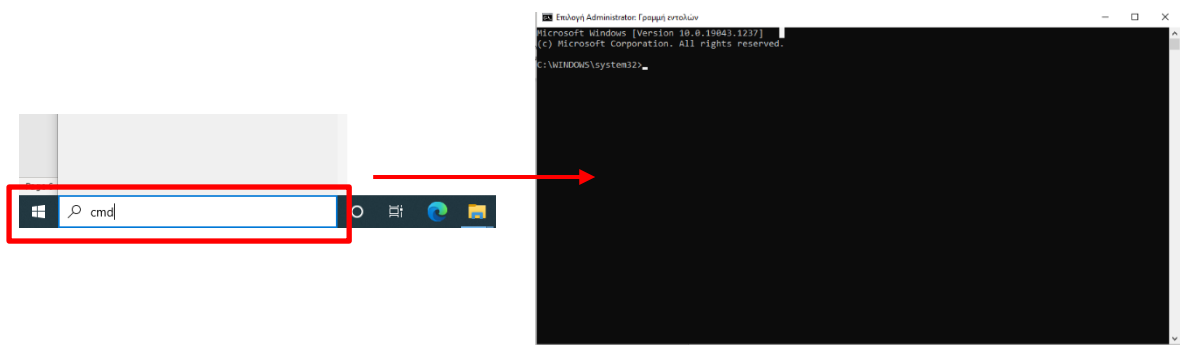 Επιλογή Administrator: Γραμμή εντολών
Microsoft Windows [Version 10.0.19043.1237]
(c) Microsoft Corporation. All rights reserved.
C:\WINDOWS\system32>
cmd